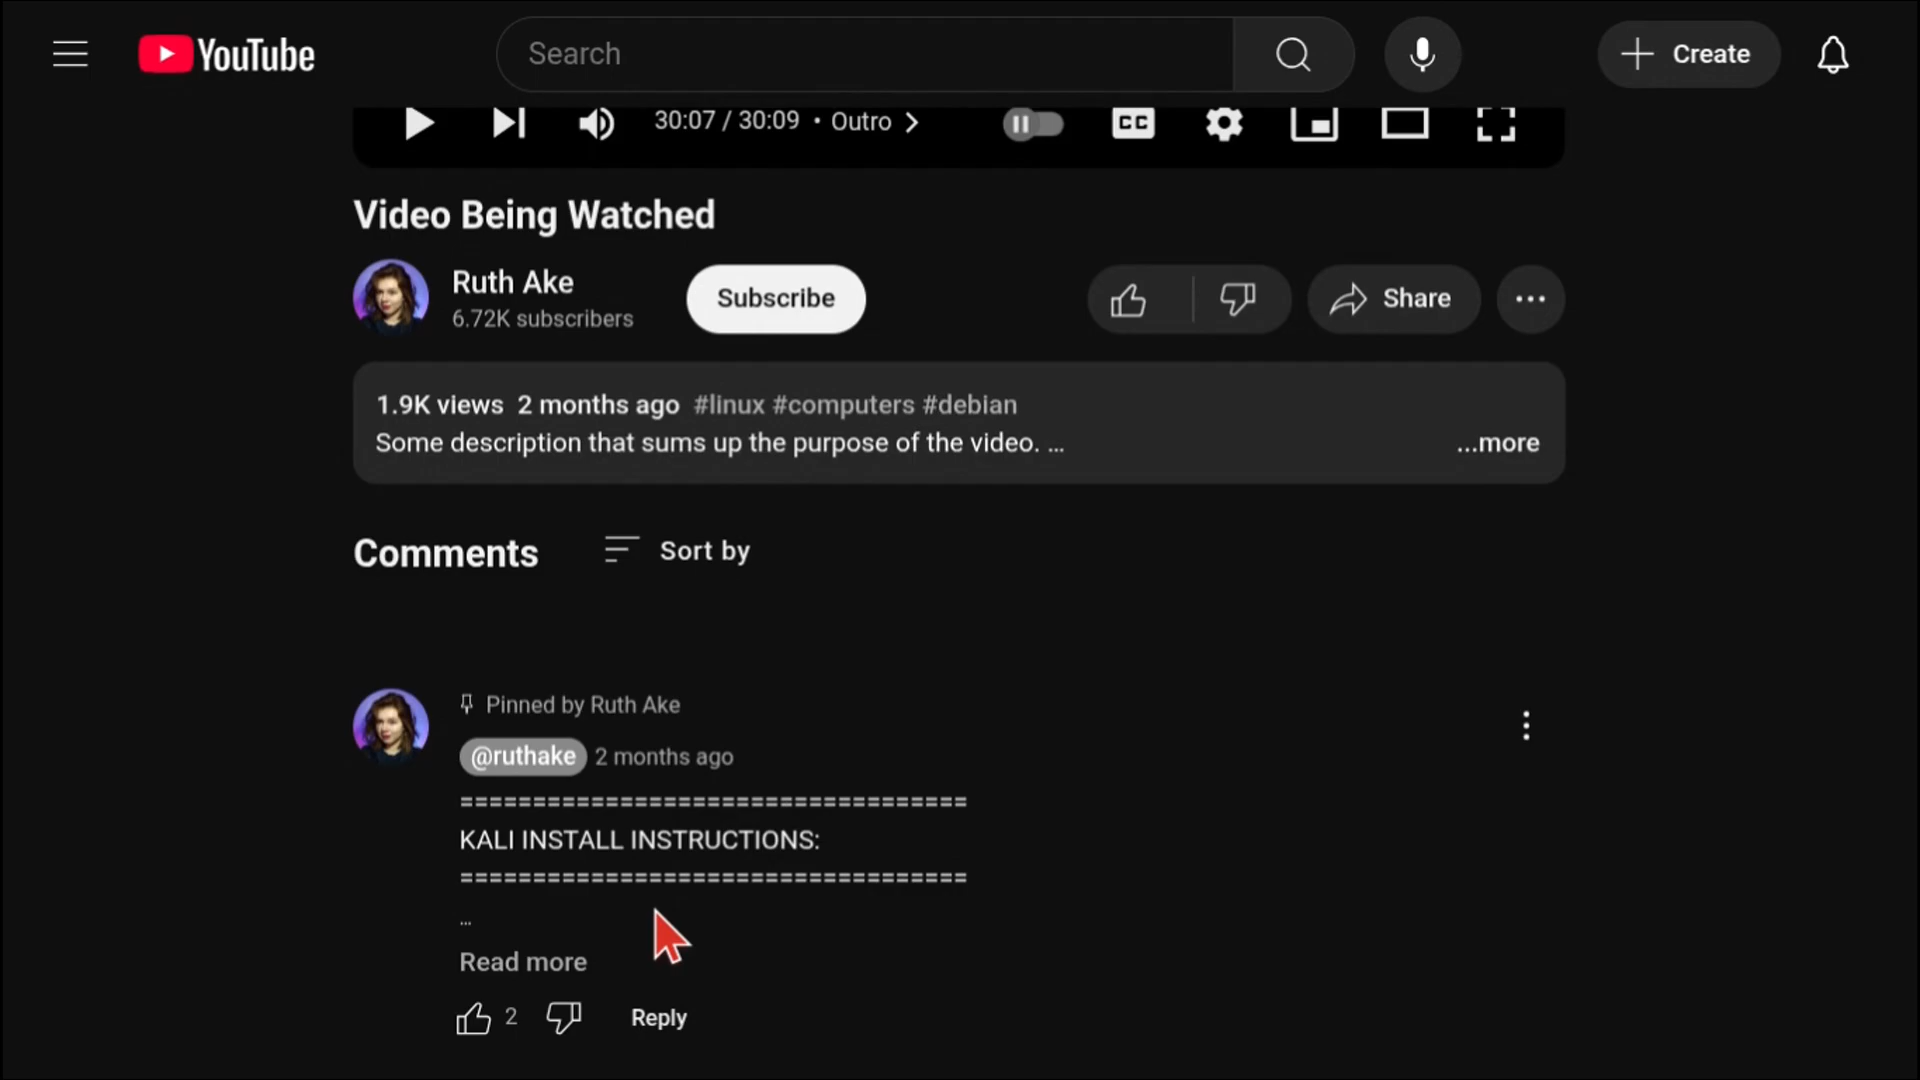 YouTube
Search
Create
30:07 / 30:09 • Outro
CC
Video Being Watched
Ruth Ake
6.72K subscribers
Subscribe
Share
1.9K views 2 months ago #linux #computers #debian
Some description that sums up the purpose of the video. ...
...more
Comments
Sort by
Pinned by Ruth Ake
@ruthake 2 months ago
===================================
KALI INSTALL INSTRUCTIONS:
===================================
...
Read more
2
Reply